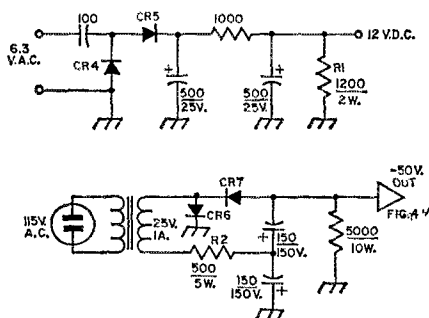 100
CR5
1000
6.3
V.A.C.
CR4
12 V.D.C.
+
500
25V.
+
500
25V.
R1
1200
2W.
CR7
-50V.
OUT
FIG. 4 4
115V.
A.C.
25V.
1A.
CR6
R2
500
5W.
+
150
150V.
150
150V.
+
5000
10W.